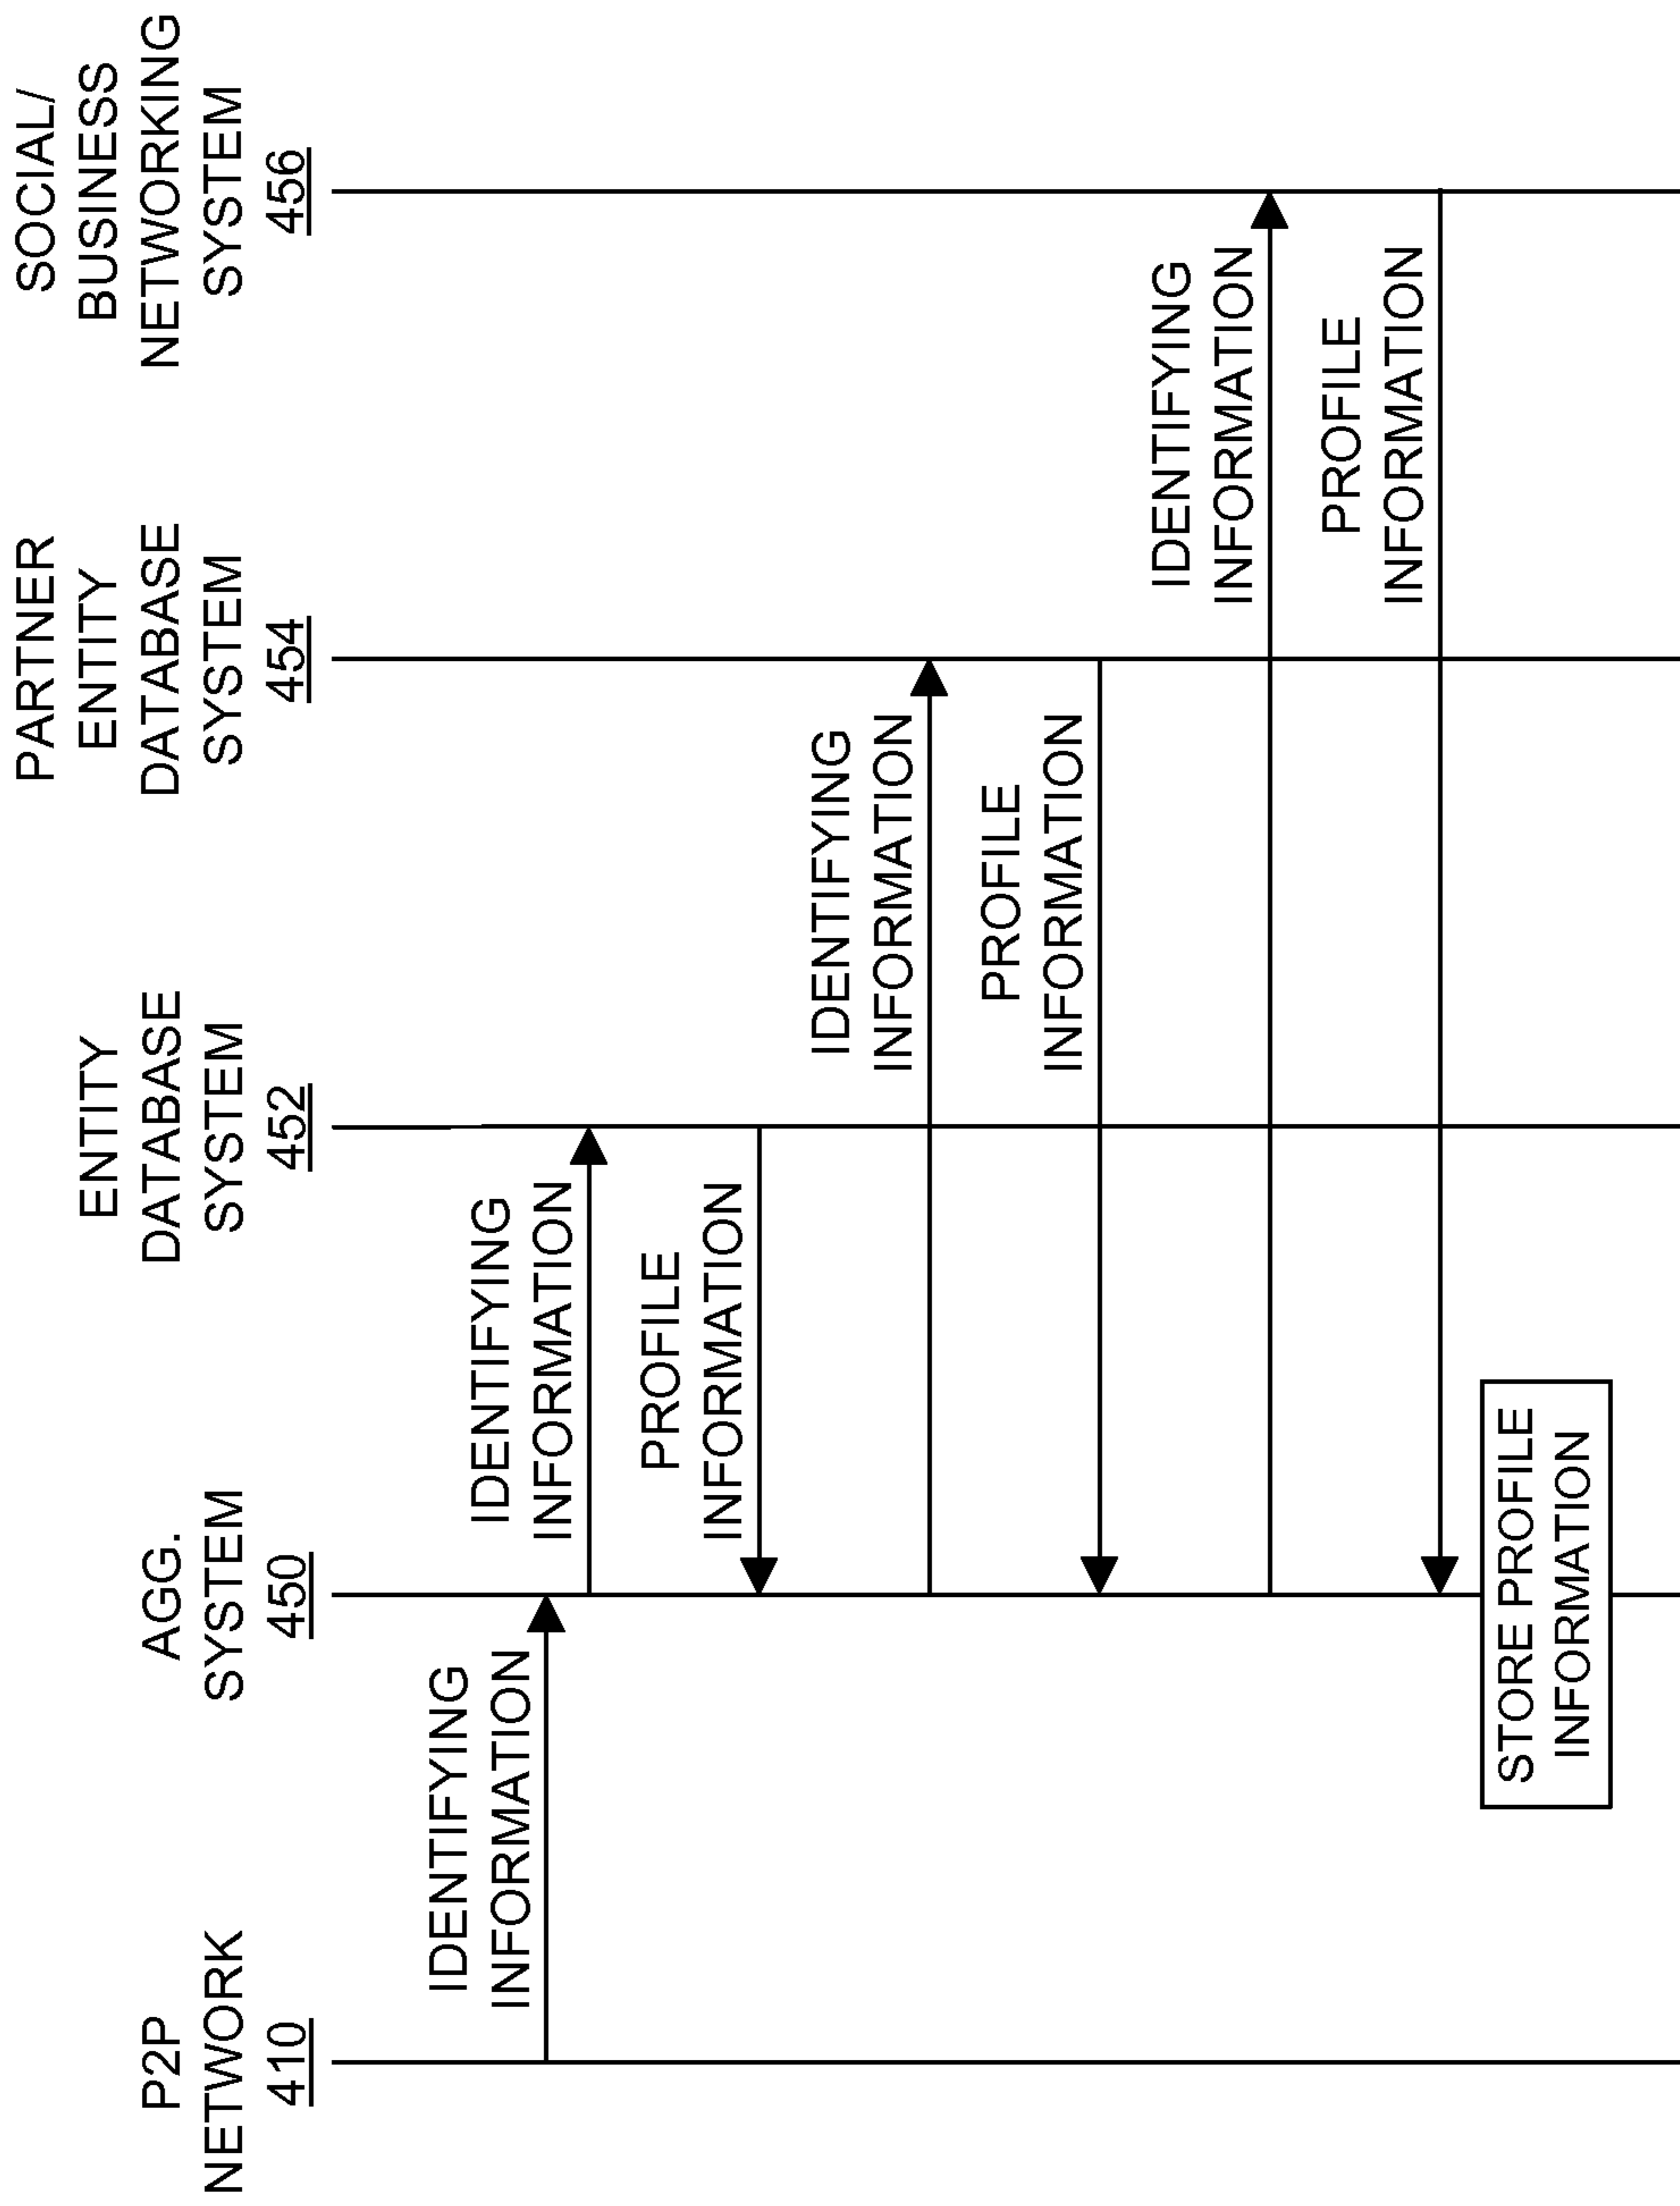 P2P
NETWORK
410
AGG.
SYSTEM
450
ENTITY
DATABASE
SYSTEM
452
PARTNER
ENTITY
DATABASE
SYSTEM
454
SOCIAL/
BUSINESS
NETWORKING
SYSTEM
456
IDENTIFYING
INFORMATION
IDENTIFYING
INFORMATION
PROFILE
INFORMATION
IDENTIFYING
INFORMATION
PROFILE
INFORMATION
IDENTIFYING
INFORMATION
PROFILE
INFORMATION
STORE PROFILE
INFORMATION